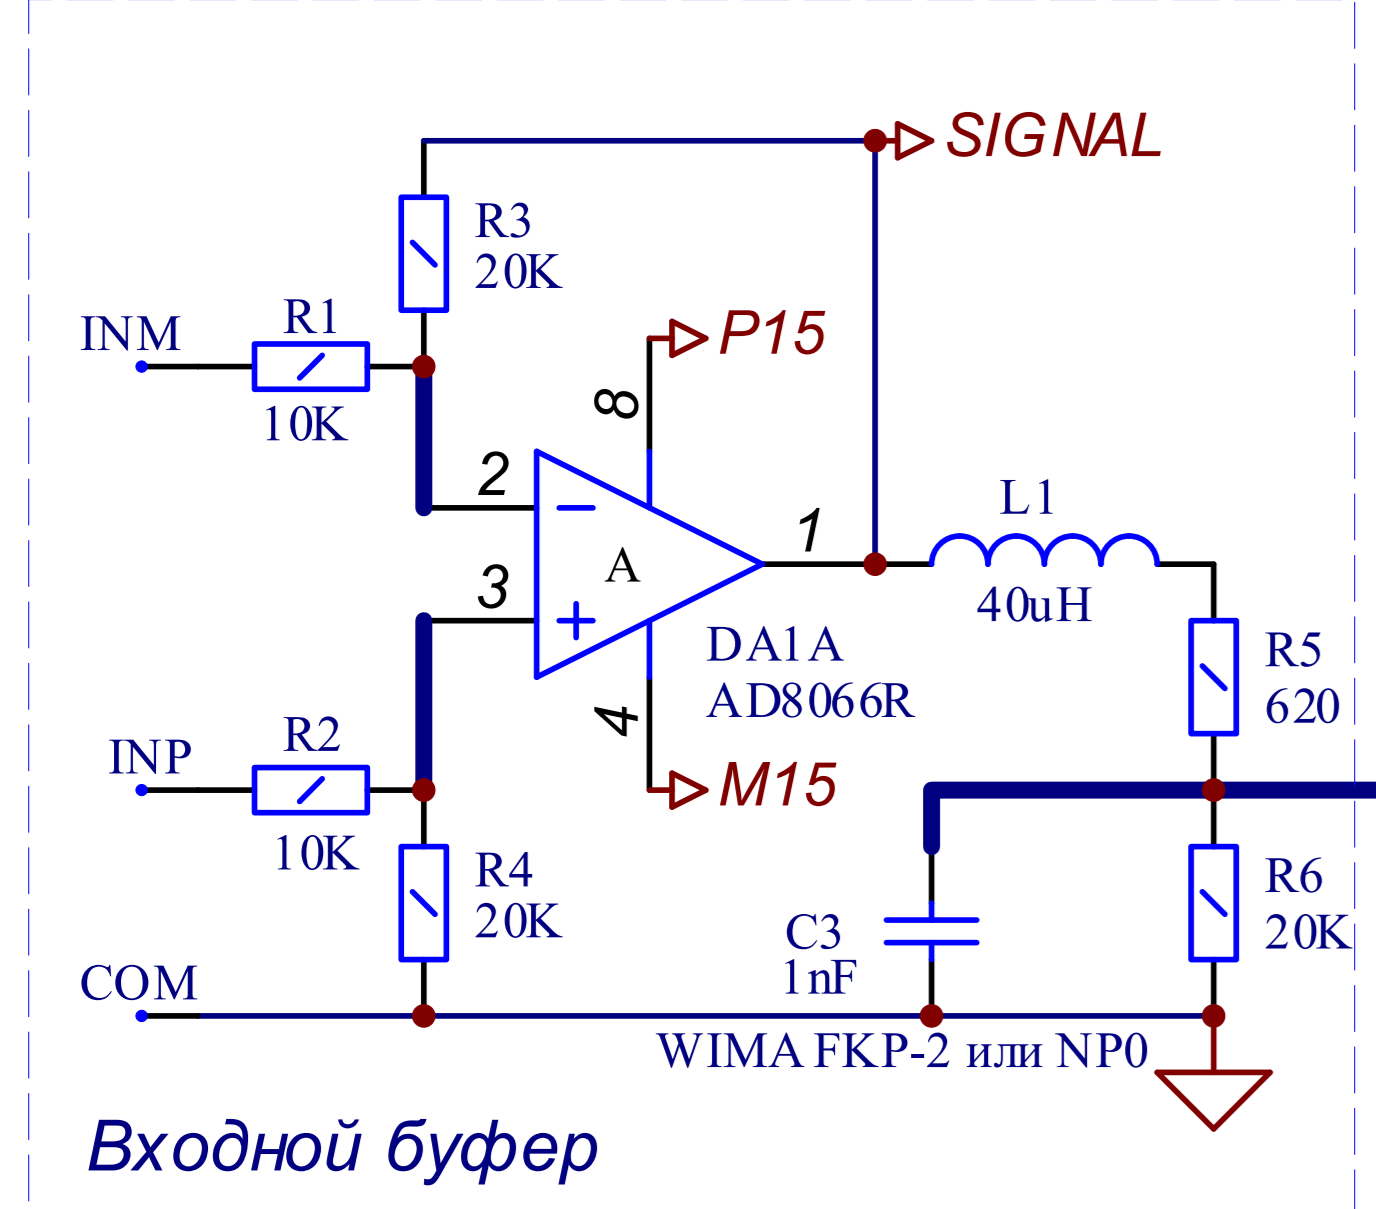 SIGNAL
R3
20K
R1
INM
10K
P15
8
2
1
L1
A
3
40uH
DA1A
AD8066R
R5
620
4
R2
INP
M15
10K
R4
20K
R6
20K
C3
1nF
COM
WIMA FKP-2 или NP0
Входной буфер